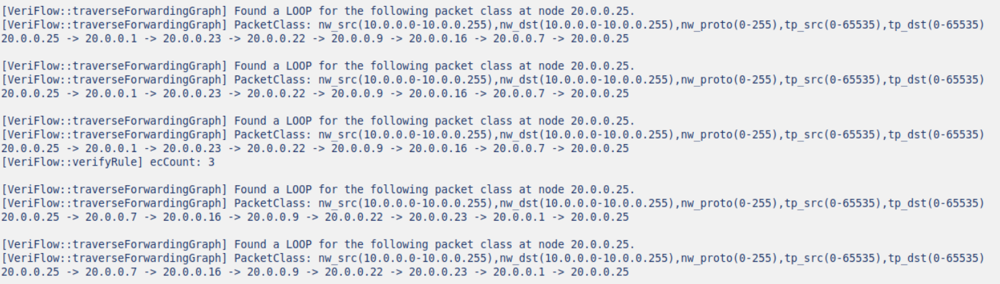 [VeriFlow::traverseForwardingGraph] Found a LOOP for the following packet class at node 20.0.0.25.
[VeriFlow::traverseForwardingGraph] PacketClass: nw_src(10.0.0.0-10.0.0.255),nw_dst(10.0.0.0-10.0.0.255),nw_proto(0-255),tp_src(0-65535),tp_dst(0-65535)
20.0.0.25 -> 20.0.0.1 -> 20.0.0.23 -> 20.0.0.22 -> 20.0.0.9 -> 20.0.0.16 -> 20.0.0.7 -> 20.0.0.25
[VeriFlow::traverseForwardingGraph] Found a LOOP for the following packet class at node 20.0.0.25.
[VeriFlow::traverseForwardingGraph] PacketClass: nw_src(10.0.0.0-10.0.0.255),nw_dst(10.0.0.0-10.0.0.255),nw_proto(0-255),tp_src(0-65535),tp_dst(0-65535)
20.0.0.25 -> 20.0.0.1 -> 20.0.0.23 -> 20.0.0.22 -> 20.0.0.9 -> 20.0.0.16 -> 20.0.0.7 -> 20.0.0.25
[VeriFlow::traverseForwardingGraph] Found a LOOP for the following packet class at node 20.0.0.25.
[VeriFlow::traverseForwardingGraph] PacketClass: nw_src(10.0.0.0-10.0.0.255),nw_dst(10.0.0.0-10.0.0.255),nw_proto(0-255),tp_src(0-65535),tp_dst(0-65535)
20.0.0.25 -> 20.0.0.1 -> 20.0.0.23 -> 20.0.0.22 -> 20.0.0.9 -> 20.0.0.16 -> 20.0.0.7 -> 20.0.0.25
[VeriFlow::verifyRule] ecCount: 3
[VeriFlow::traverseForwardingGraph] Found a LOOP for the following packet class at node 20.0.0.25.
[VeriFlow::traverseForwardingGraph] PacketClass: nw_src(10.0.0.0-10.0.0.255),nw_dst(10.0.0.0-10.0.0.255),nw_proto(0-255),tp_src(0-65535),tp_dst(0-65535)
20.0.0.25 -> 20.0.0.7 -> 20.0.0.16 -> 20.0.0.9 -> 20.0.0.22 -> 20.0.0.23 -> 20.0.0.1 -> 20.0.0.25
[VeriFlow::traverseForwardingGraph] Found a LOOP for the following packet class at node 20.0.0.25.
[VeriFlow::traverseForwardingGraph] PacketClass: nw_src(10.0.0.0-10.0.0.255),nw_dst(10.0.0.0-10.0.0.255),nw_proto(0-255),tp_src(0-65535),tp_dst(0-65535)
20.0.0.25 -> 20.0.0.7 -> 20.0.0.16 -> 20.0.0.9 -> 20.0.0.22 -> 20.0.0.23 -> 20.0.0.1 -> 20.0.0.25